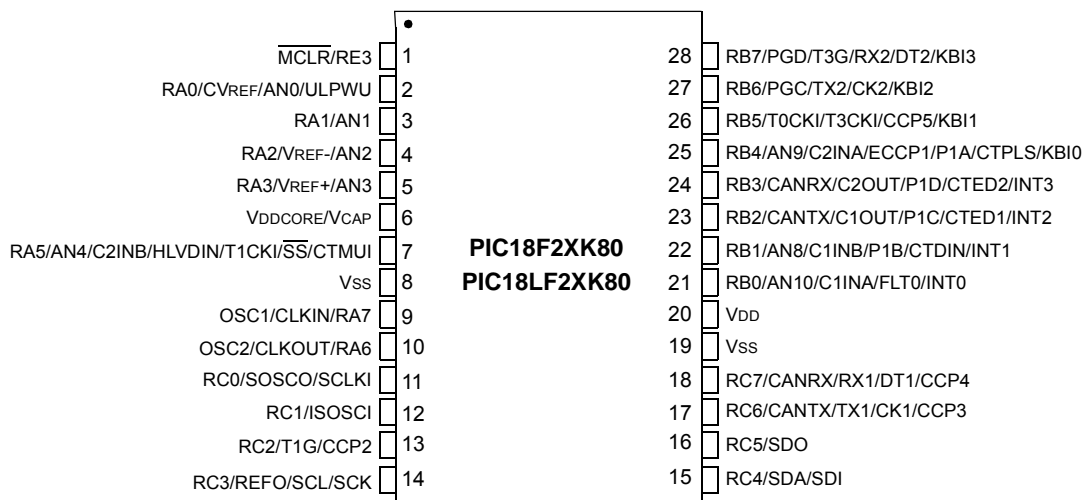 M̅C̅L̅R̅/RE3 1 28 RB7/PGD/T3G/RX2/DT2/KBI3
RA0/CVREF/AN0/ULPWU 2 27 RB6/PGC/TX2/CK2/KBI2
RA1/AN1 3 26 RB5/T0CKI/T3CKI/CCP5/KBI1
RA2/VREF-/AN2 4 25 RB4/AN9/C2INA/ECCP1/P1A/CTPLS/KBI0
RA3/VREF+/AN3 5 24 RB3/CANRX/C2OUT/P1D/CTED2/INT3
VDDCORE/VCAP 6 23 RB2/CANTX/C1OUT/P1C/CTED1/INT2
RA5/AN4/C2INB/HLVDIN/T1CKI/S̅S̅/CTMUI 7 PIC18F2XK80 22 RB1/AN8/C1INB/P1B/CTDIN/INT1
VSS 8 PIC18LF2XK80 21 RB0/AN10/C1INA/FLT0/INT0
OSC1/CLKIN/RA7 9 20 VDD
OSC2/CLKOUT/RA6 10 19 VSS
RC0/SOSCO/SCLKI 11 18 RC7/CANRX/RX1/DT1/CCP4
RC1/ISOSCI 12 17 RC6/CANTX/TX1/CK1/CCP3
RC2/T1G/CCP2 13 16 RC5/SDO
RC3/REFO/SCL/SCK 14 15 RC4/SDA/SDI